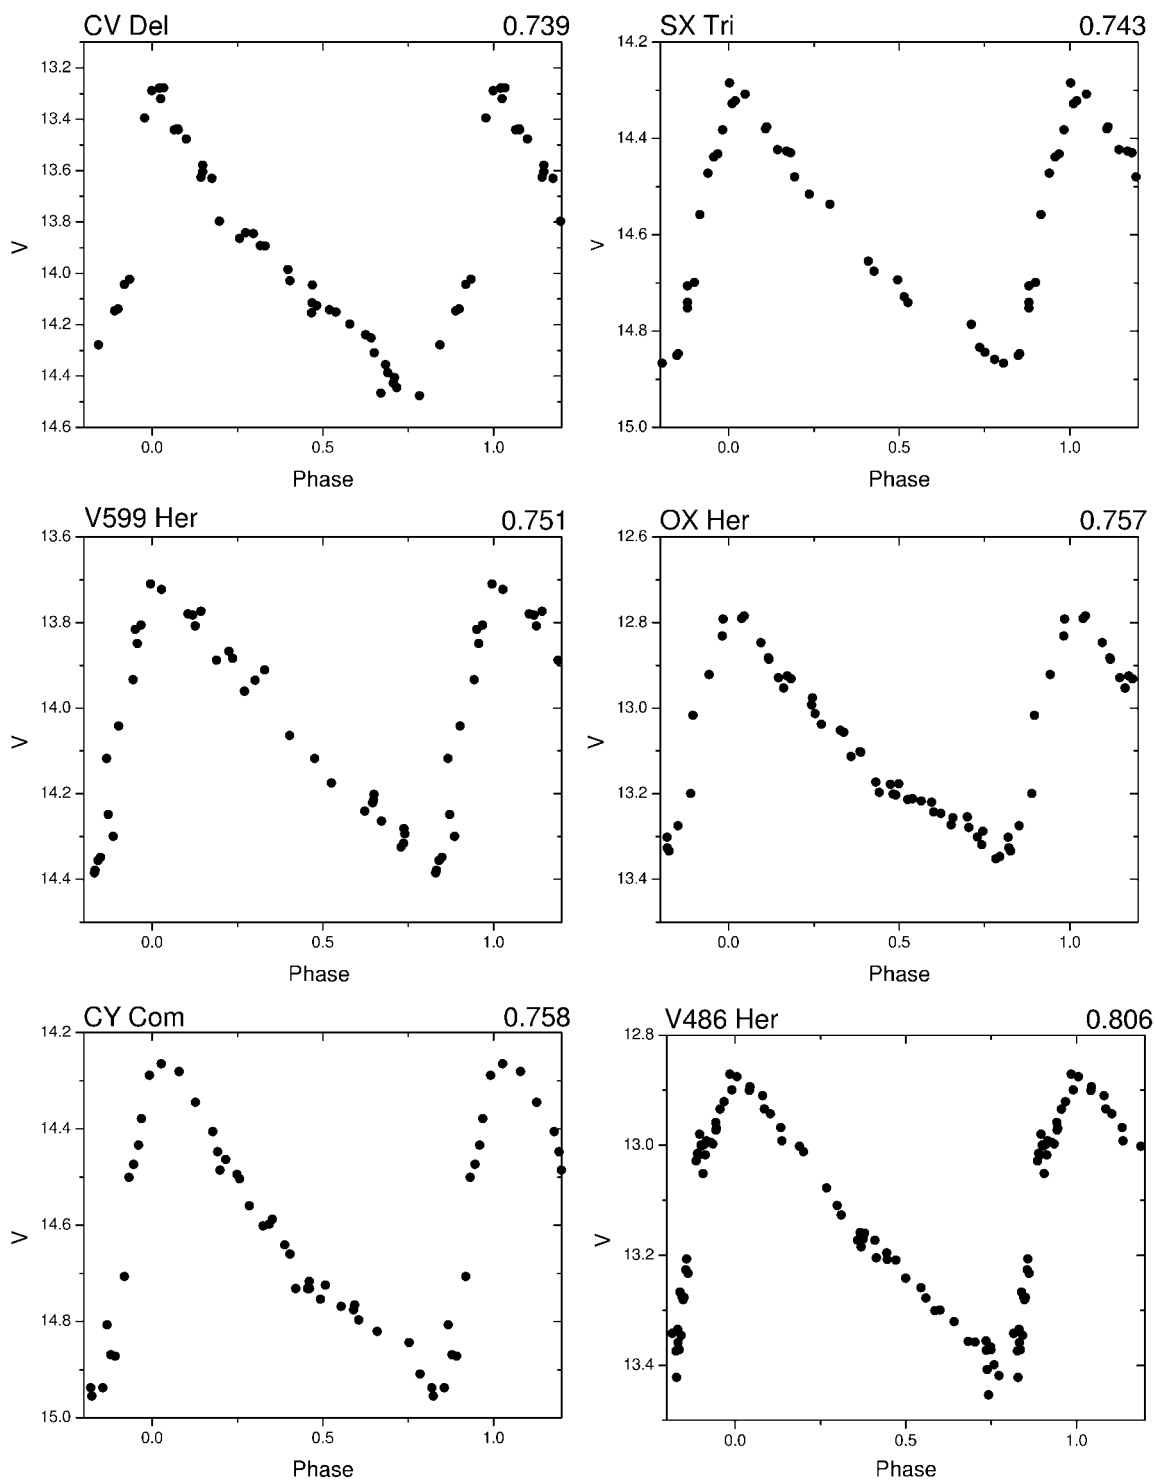 CV Del 0.739
13.2
13.4
13.6
13.8
14.0
14.2
14.4
14.6
V
0.0 0.5 1.0
Phase
SX Tri 0.743
14.2
14.4
14.6
14.8
15.0
V
0.0 0.5 1.0
Phase
V599 Her 0.751
13.6
13.8
14.0
14.2
14.4
V
0.0 0.5 1.0
Phase
OX Her 0.757
12.6
12.8
13.0
13.2
13.4
V
0.0 0.5 1.0
Phase
CY Com 0.758
14.2
14.4
14.6
14.8
15.0
V
0.0 0.5 1.0
Phase
V486 Her 0.806
12.8
13.0
13.2
13.4
V
0.0 0.5 1.0
Phase